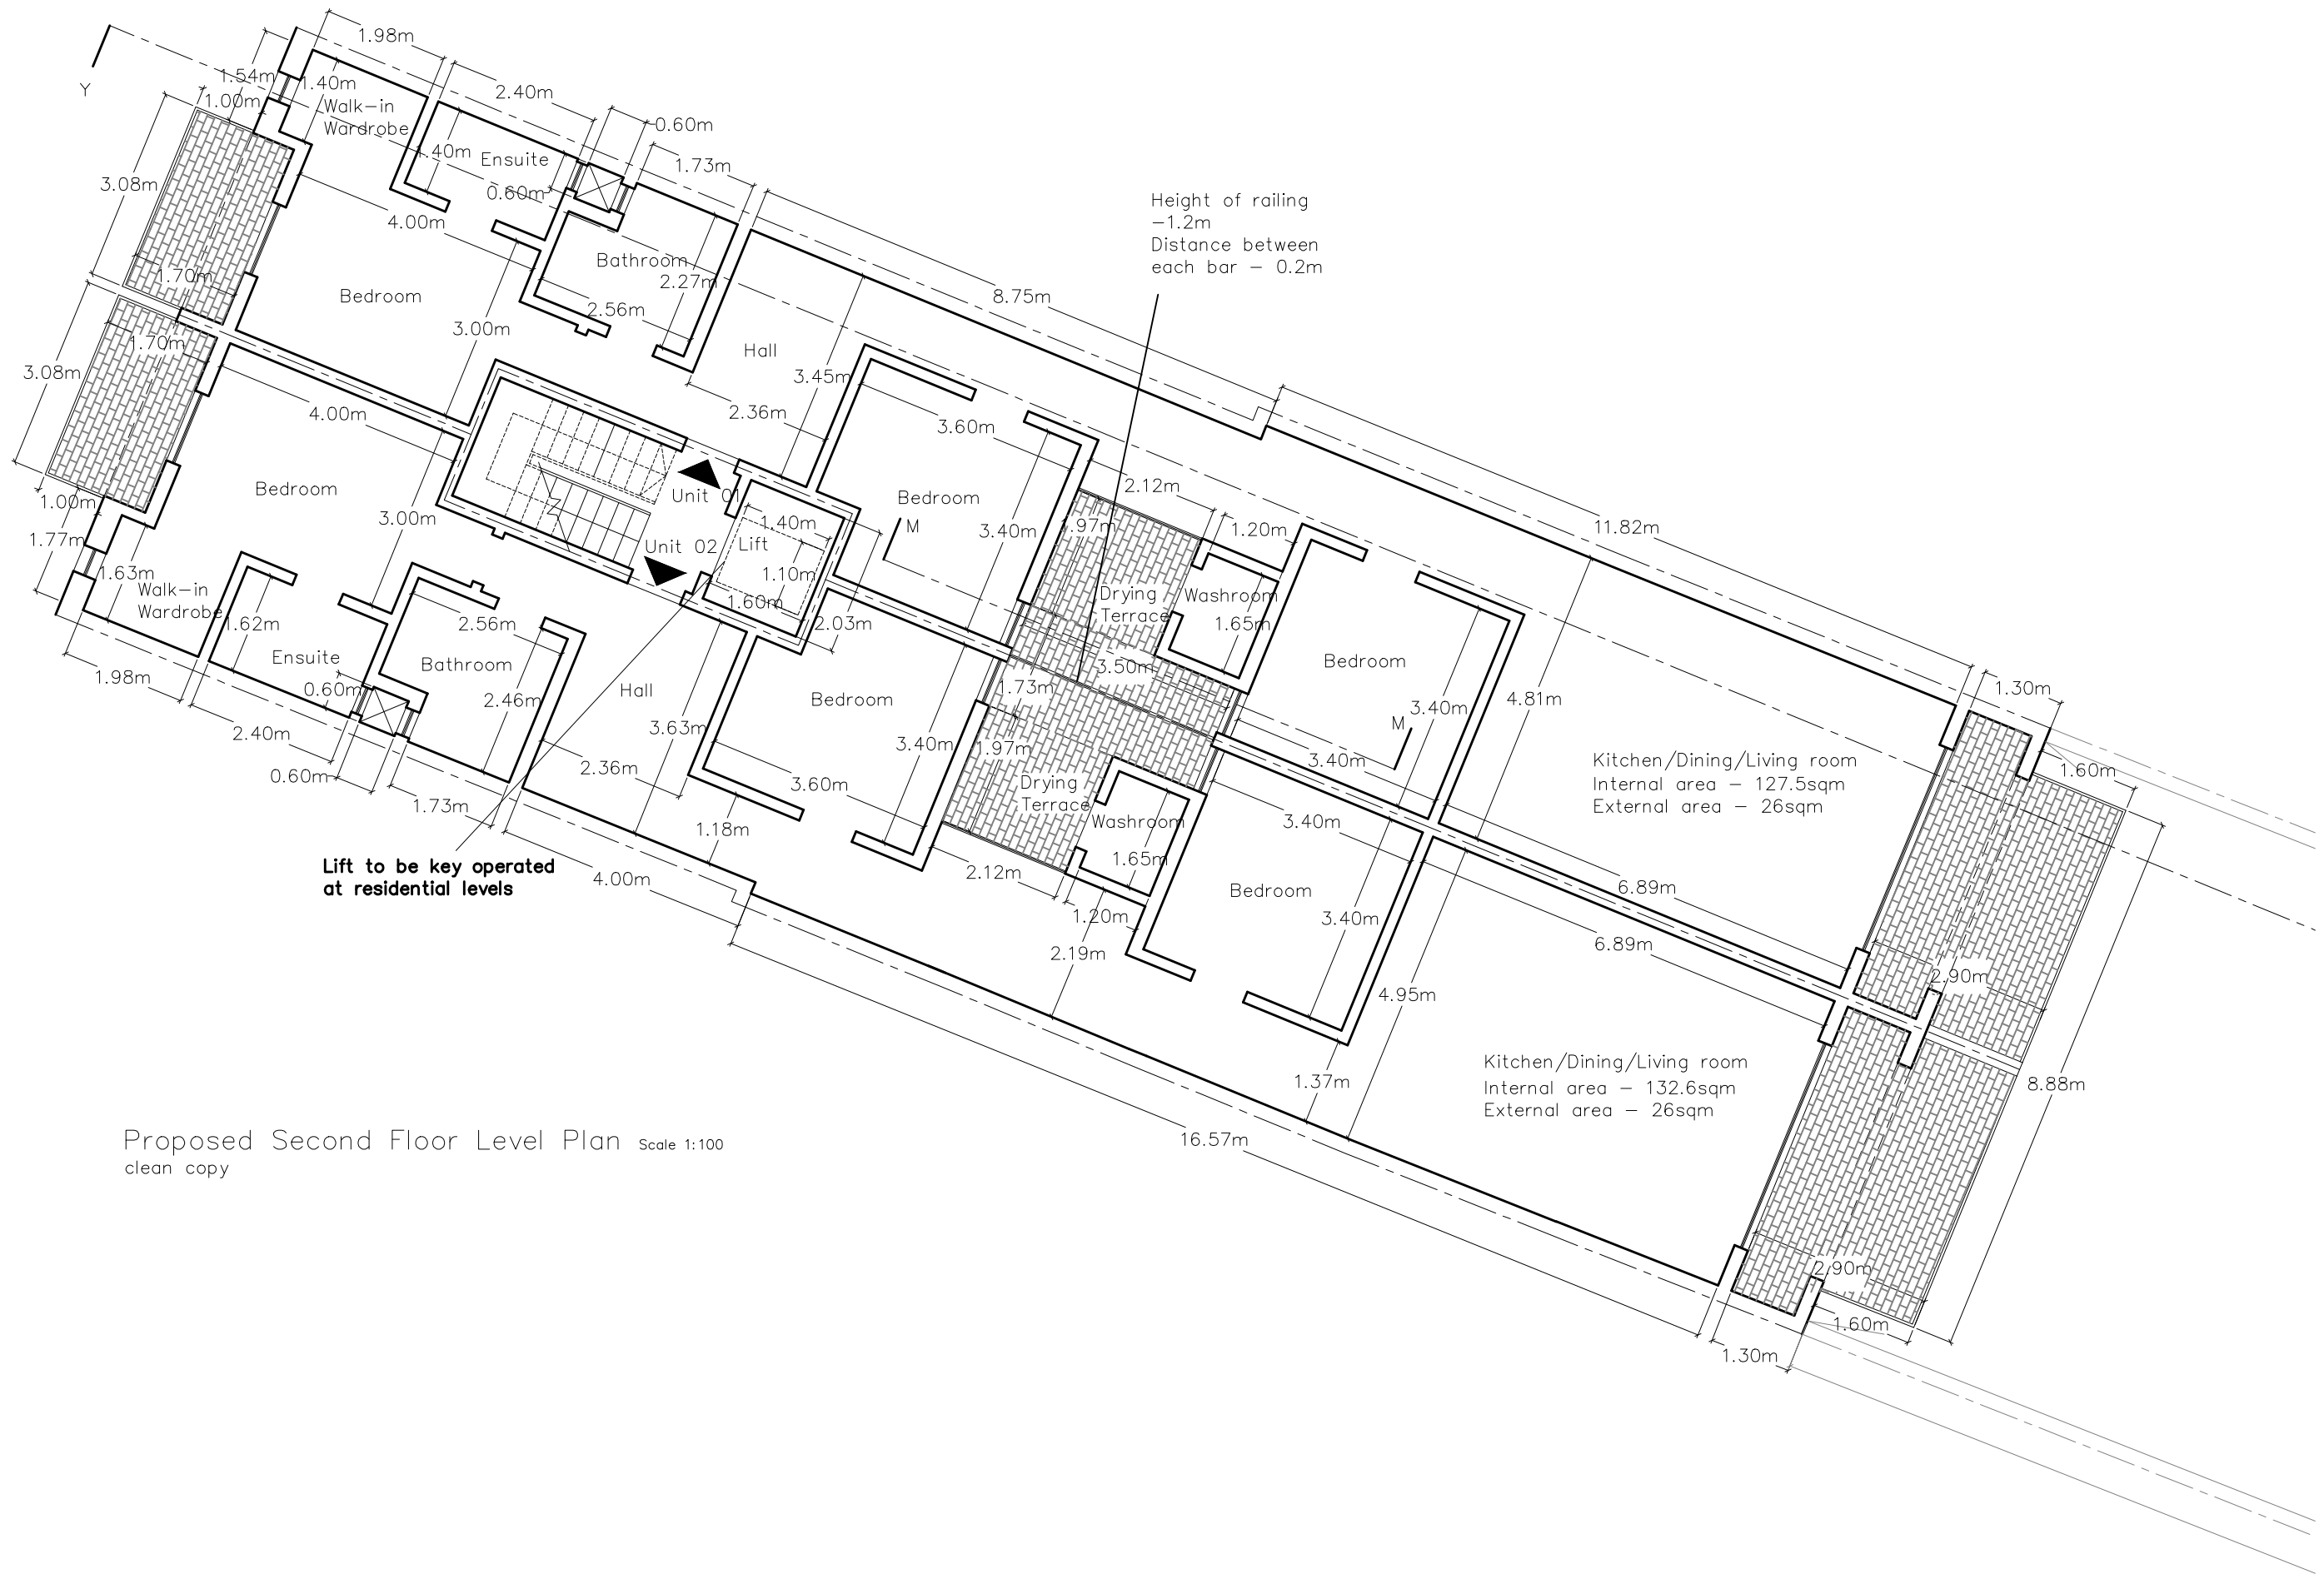 1.98m
2.40m
0.60m
1.73m
1.54m
1.40m
1.00m
Y
Walk-in
Wardrobe
1.40m
Ensuite
0.60m
3.08m
4.00m
Height of railing
-1.2m
Distance between
each bar - 0.2m
Bathroom
2.27m
1.70m
Bedroom
2.56m
8.75m
3.00m
1.70m
Hall
3.45m
3.08m
4.00m
2.36m
3.60m
Bedroom
Unit 01
Bedroom
2.12m
1.00m
3.00m
1.40m
M
3.40m
1.97m
1.20m
11.82m
1.77m
Unit 02
Lift
1.10m
1.63m
Walk-in
Wardrobe
1.60m
Drying
Terrace
Washroom
1.62m
2.56m
2.03m
1.65m
Ensuite
Bathroom
3.50m
Bedroom
1.98m
0.60m
2.46m
Hall
3.63m
Bedroom
1.73m
3.40m
4.81m
1.30m
M
2.40m
3.40m
1.97m
3.40m
Kitchen/Dining/Living room
Internal area - 127.5sqm
External area - 26sqm
1.60m
0.60m
2.36m
3.60m
Drying
Terrace
1.73m
1.18m
Washroom
3.40m
1.65m
Lift to be key operated
at residential levels
4.00m
2.12m
Bedroom
6.89m
1.20m
3.40m
2.19m
6.89m
2.90m
4.95m
Kitchen/Dining/Living room
Internal area - 132.6sqm
External area - 26sqm
1.37m
8.88m
16.57m
Proposed Second Floor Level Plan Scale 1:100
clean copy
2.90m
1.60m
1.30m